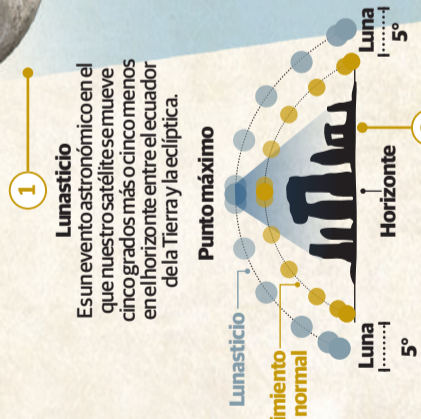 1
Lunasticio
Es un evento astronómico en el
que nuestro satélite se mueve
cinco grados más o cinco menos
en el horizonte entre el ecuador
de la Tierra y la eclíptica.
Punto máximo
Lunasticio
normal
Luna
5°
Horizonte
Luna
5°